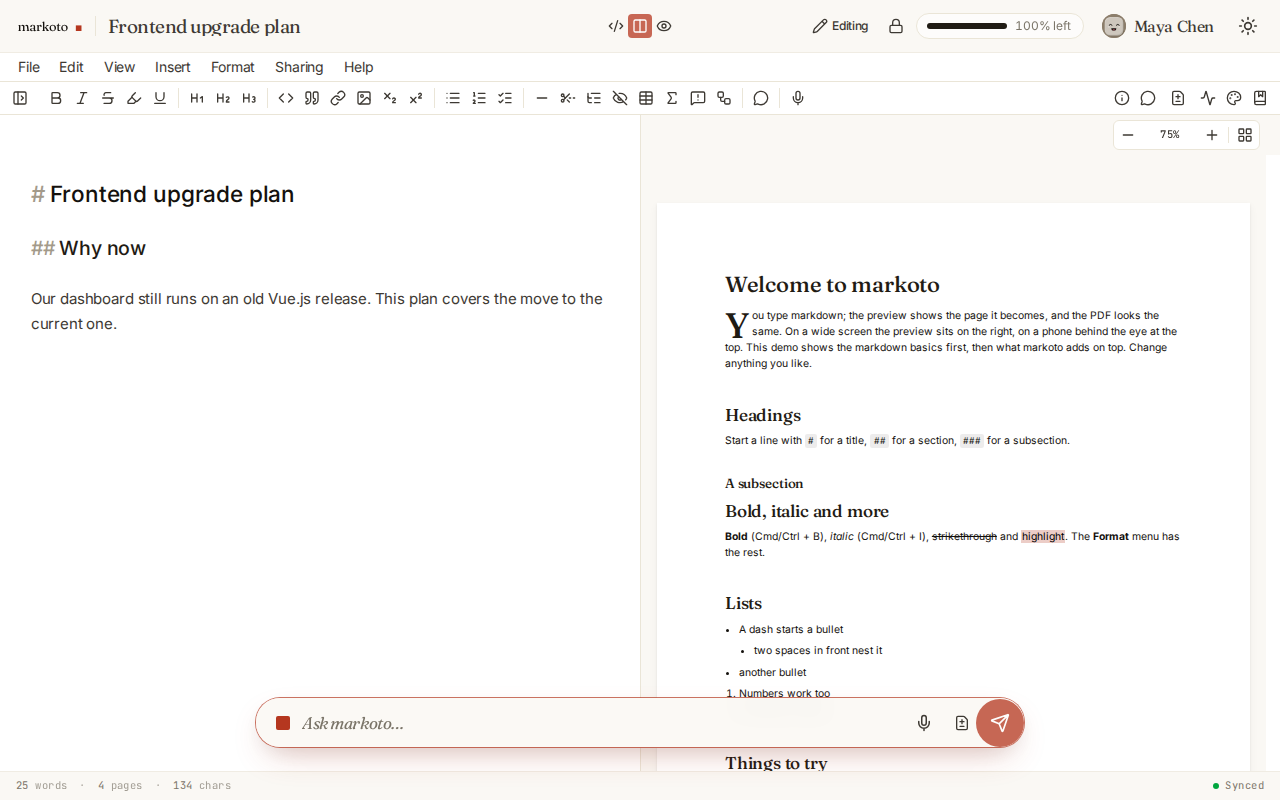 markoto
Frontend upgrade plan
Editing
100% left
Maya Chen
File Edit View Insert Format Sharing Help
H1 H2 H3
75%
# Frontend upgrade plan
## Why now
Our dashboard still runs on an old Vue.js release. This plan covers the move to the
current one.
Welcome to markoto
You type markdown; the preview shows the page it becomes, and the PDF looks the
same. On a wide screen the preview sits on the right, on a phone behind the eye at the
top. This demo shows the markdown basics first, then what markoto adds on top. Change
anything you like.
Headings
Start a line with # for a title, ## for a section, ### for a subsection.
A subsection
Bold, italic and more
Bold (Cmd/Ctrl + B), italic (Cmd/Ctrl + I), strikethrough and highlight. The Format menu has
the rest.
Lists
• A dash starts a bullet
• two spaces in front nest it
• another bullet
1. Numbers work too
Ask markoto...
Things to try
25 words · 4 pages · 134 chars
Synced